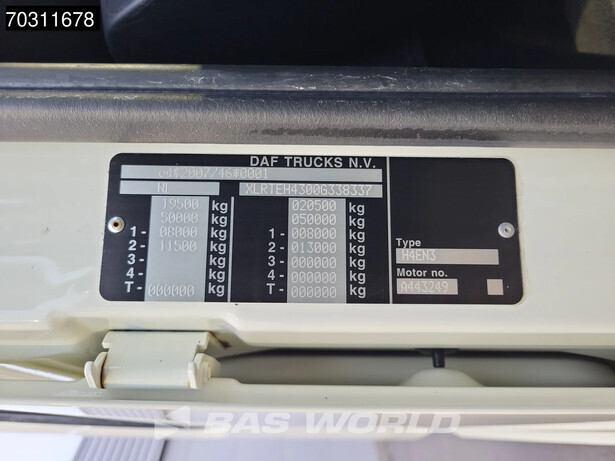 70311678
DAF TRUCKS N.V.
e4*2007/46*0001
NL XLRTEH4300G338337
19500 kg 020500 kg
50000 kg 050000 kg
1- 08000 kg 1- 008000 kg
2- 11500 kg 2- 013000 kg
3- kg 3- 000000 kg
4- kg 4- 000000 kg
T- 000000 kg T- 000000 kg
Type
H4EN3
Motor no.
A443249
BAS WORLD